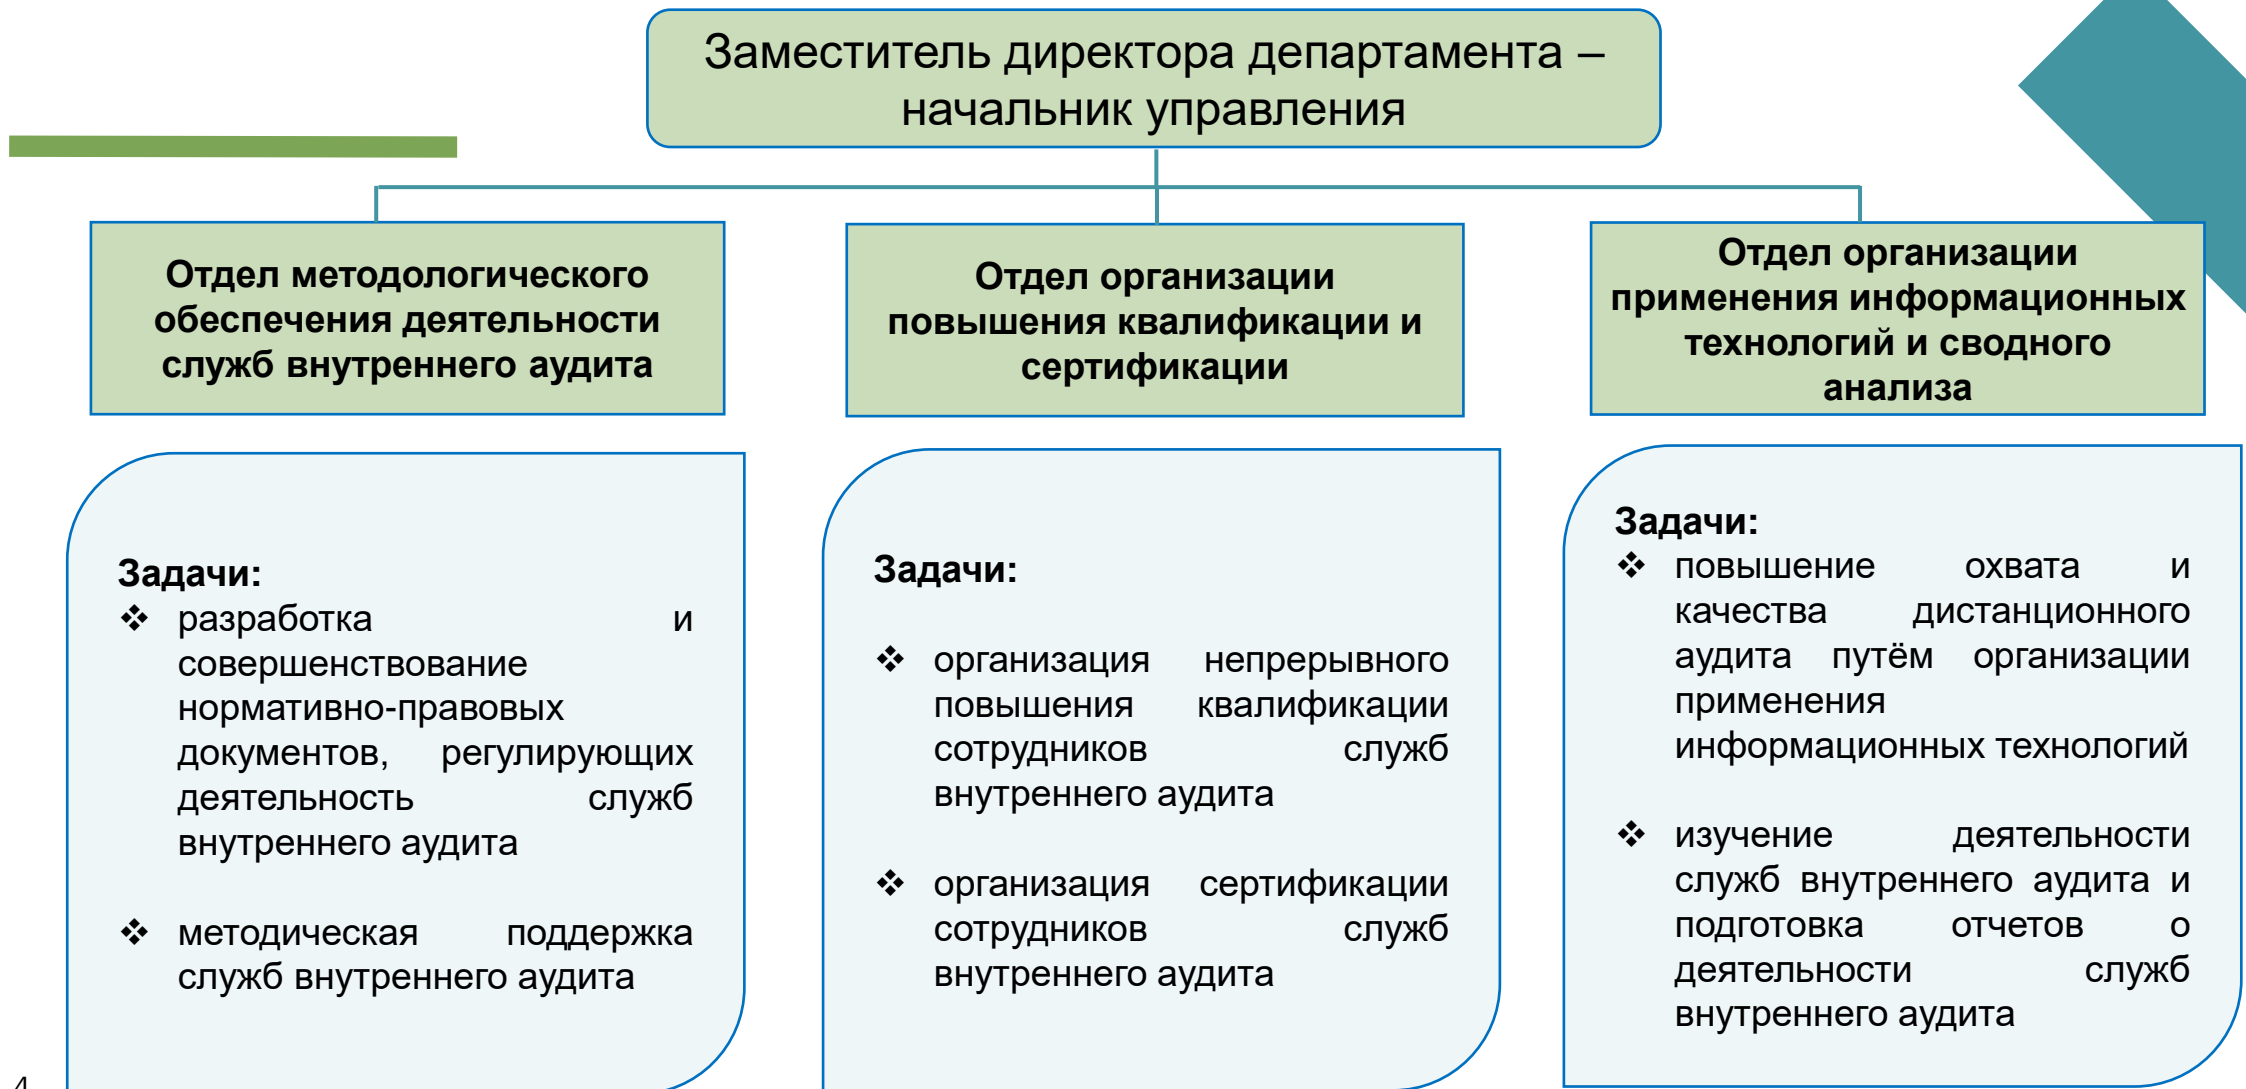 Заместитель директора департамента –
начальник управления
Отдел методологического
обеспечения деятельности
служб внутреннего аудита
Отдел организации
повышения квалификации и
сертификации
Отдел организации
применения информационных
технологий и сводного
анализа
Задачи:
❖ разработка и
совершенствование
нормативно-правовых
документов, регулирующих
деятельность служб
внутреннего аудита
❖ методическая поддержка
служб внутреннего аудита
Задачи:
❖ организация непрерывного
повышения квалификации
сотрудников служб
внутреннего аудита
❖ организация сертификации
сотрудников служб
внутреннего аудита
Задачи:
❖ повышение охвата и
качества дистанционного
аудита путём организации
применения
информационных технологий
❖ изучение деятельности
служб внутреннего аудита и
подготовка отчетов о
деятельности служб
внутреннего аудита
4